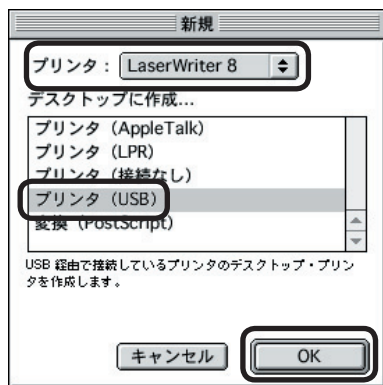 新規
プリンタ： LaserWriter 8
デスクトップに作成...
プリンタ（AppleTalk）
プリンタ（LPR）
プリンタ（接続なし）
プリンタ（USB）
変換（PostScript）
USB 経由で接続しているプリンタのデスクトップ・プリン
タを作成します。
キャンセル OK